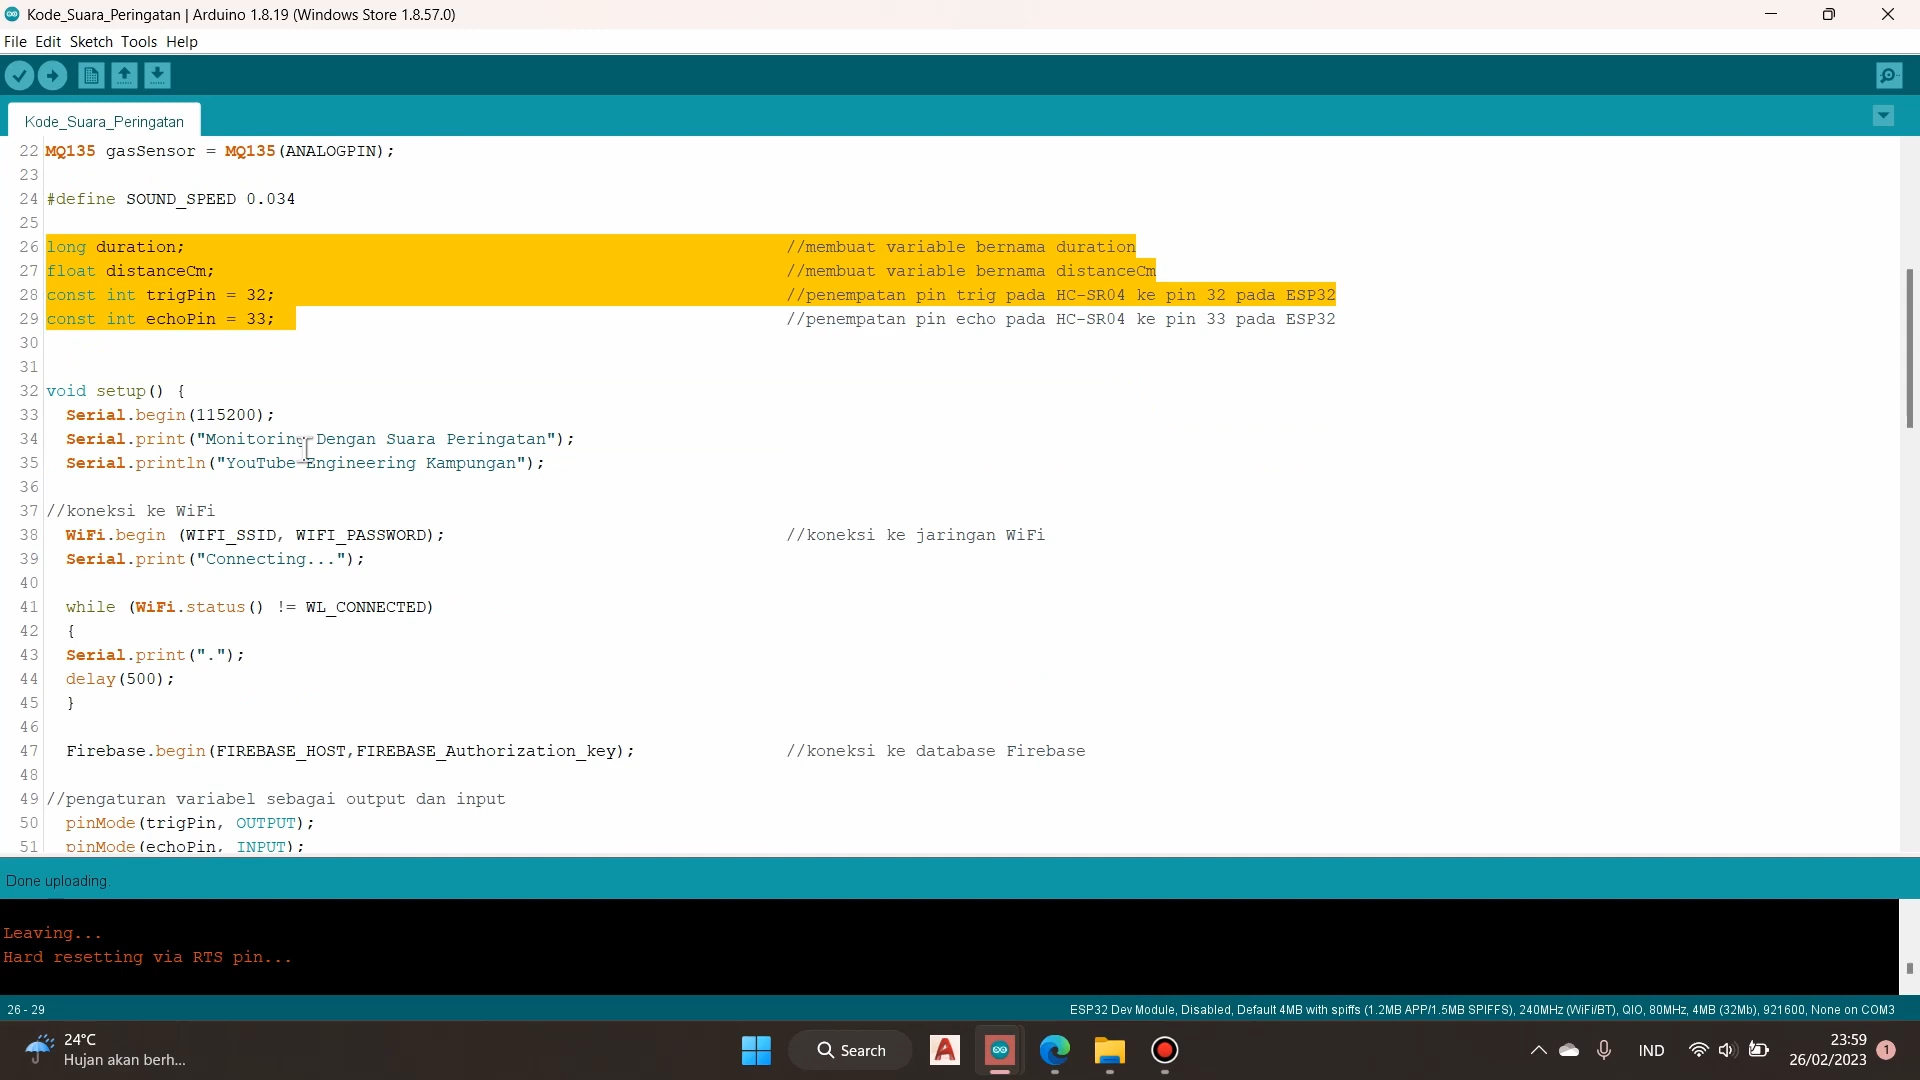 Kode_Suara_Peringatan | Arduino 1.8.19 (Windows Store 1.8.57.0)
File Edit Sketch Tools Help
Kode_Suara_Peringatan
22 MQ135 gasSensor = MQ135(ANALOGPIN);
23
24 #define SOUND_SPEED 0.034
25
26 long duration; //membuat variable bernama duration
27 float distanceCm; //membuat variable bernama distanceCm
28 const int trigPin = 32; //penempatan pin trig pada HC-SR04 ke pin 32 pada ESP32
29 const int echoPin = 33; //penempatan pin echo pada HC-SR04 ke pin 33 pada ESP32
30
31
32 void setup() {
33 Serial.begin(115200);
34 Serial.print("Monitoring Dengan Suara Peringatan");
35 Serial.println("YouTube Engineering Kampungan");
36
37 //koneksi ke WiFi
38 WiFi.begin (WIFI_SSID, WIFI_PASSWORD); //koneksi ke jaringan WiFi
39 Serial.print("Connecting...");
40
41 while (WiFi.status() != WL_CONNECTED)
42 {
43 Serial.print(".");
44 delay(500);
45 }
46
47 Firebase.begin(FIREBASE_HOST,FIREBASE_Authorization_key); //koneksi ke database Firebase
48
49 //pengaturan variabel sebagai output dan input
50 pinMode(trigPin, OUTPUT);
51 pinMode(echoPin, INPUT);
Done uploading.
Leaving...
Hard resetting via RTS pin...
26 - 29
ESP32 Dev Module, Disabled, Default 4MB with spiffs (1.2MB APP/1.5MB SPIFFS), 240MHz (WiFi/BT), QIO, 80MHz, 4MB (32Mb), 921600, None on COM3
24°C
Hujan akan berh...
Search
IND
23:59
26/02/2023
1